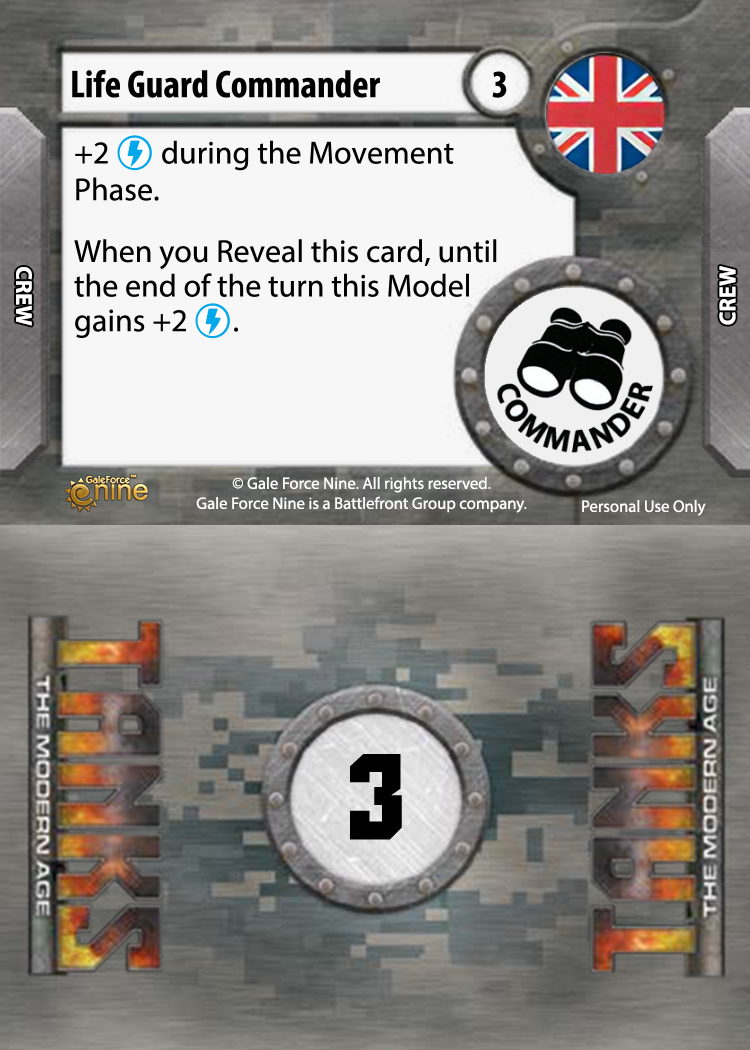 Life Guard Commander
3
+2 during the Movement
Phase.
When you Reveal this card, until
the end of the turn this Model
gains +2 .
CREW
CREW
COMMANDER
GaleForce™
nine
© Gale Force Nine. All rights reserved.
Gale Force Nine is a Battlefront Group company.
Personal Use Only
TANKS
THE MODERN AGE
3
TANKS
THE MODERN AGE